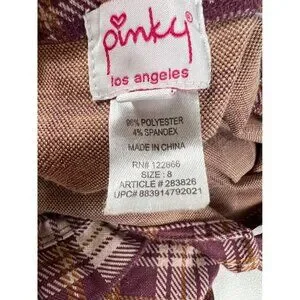 pinky
los angeles
96% POLYESTER
4% SPANDEX
MADE IN CHINA
RN# 122866
SIZE : 8
ARTICLE # 283826
UPC# 883914792021